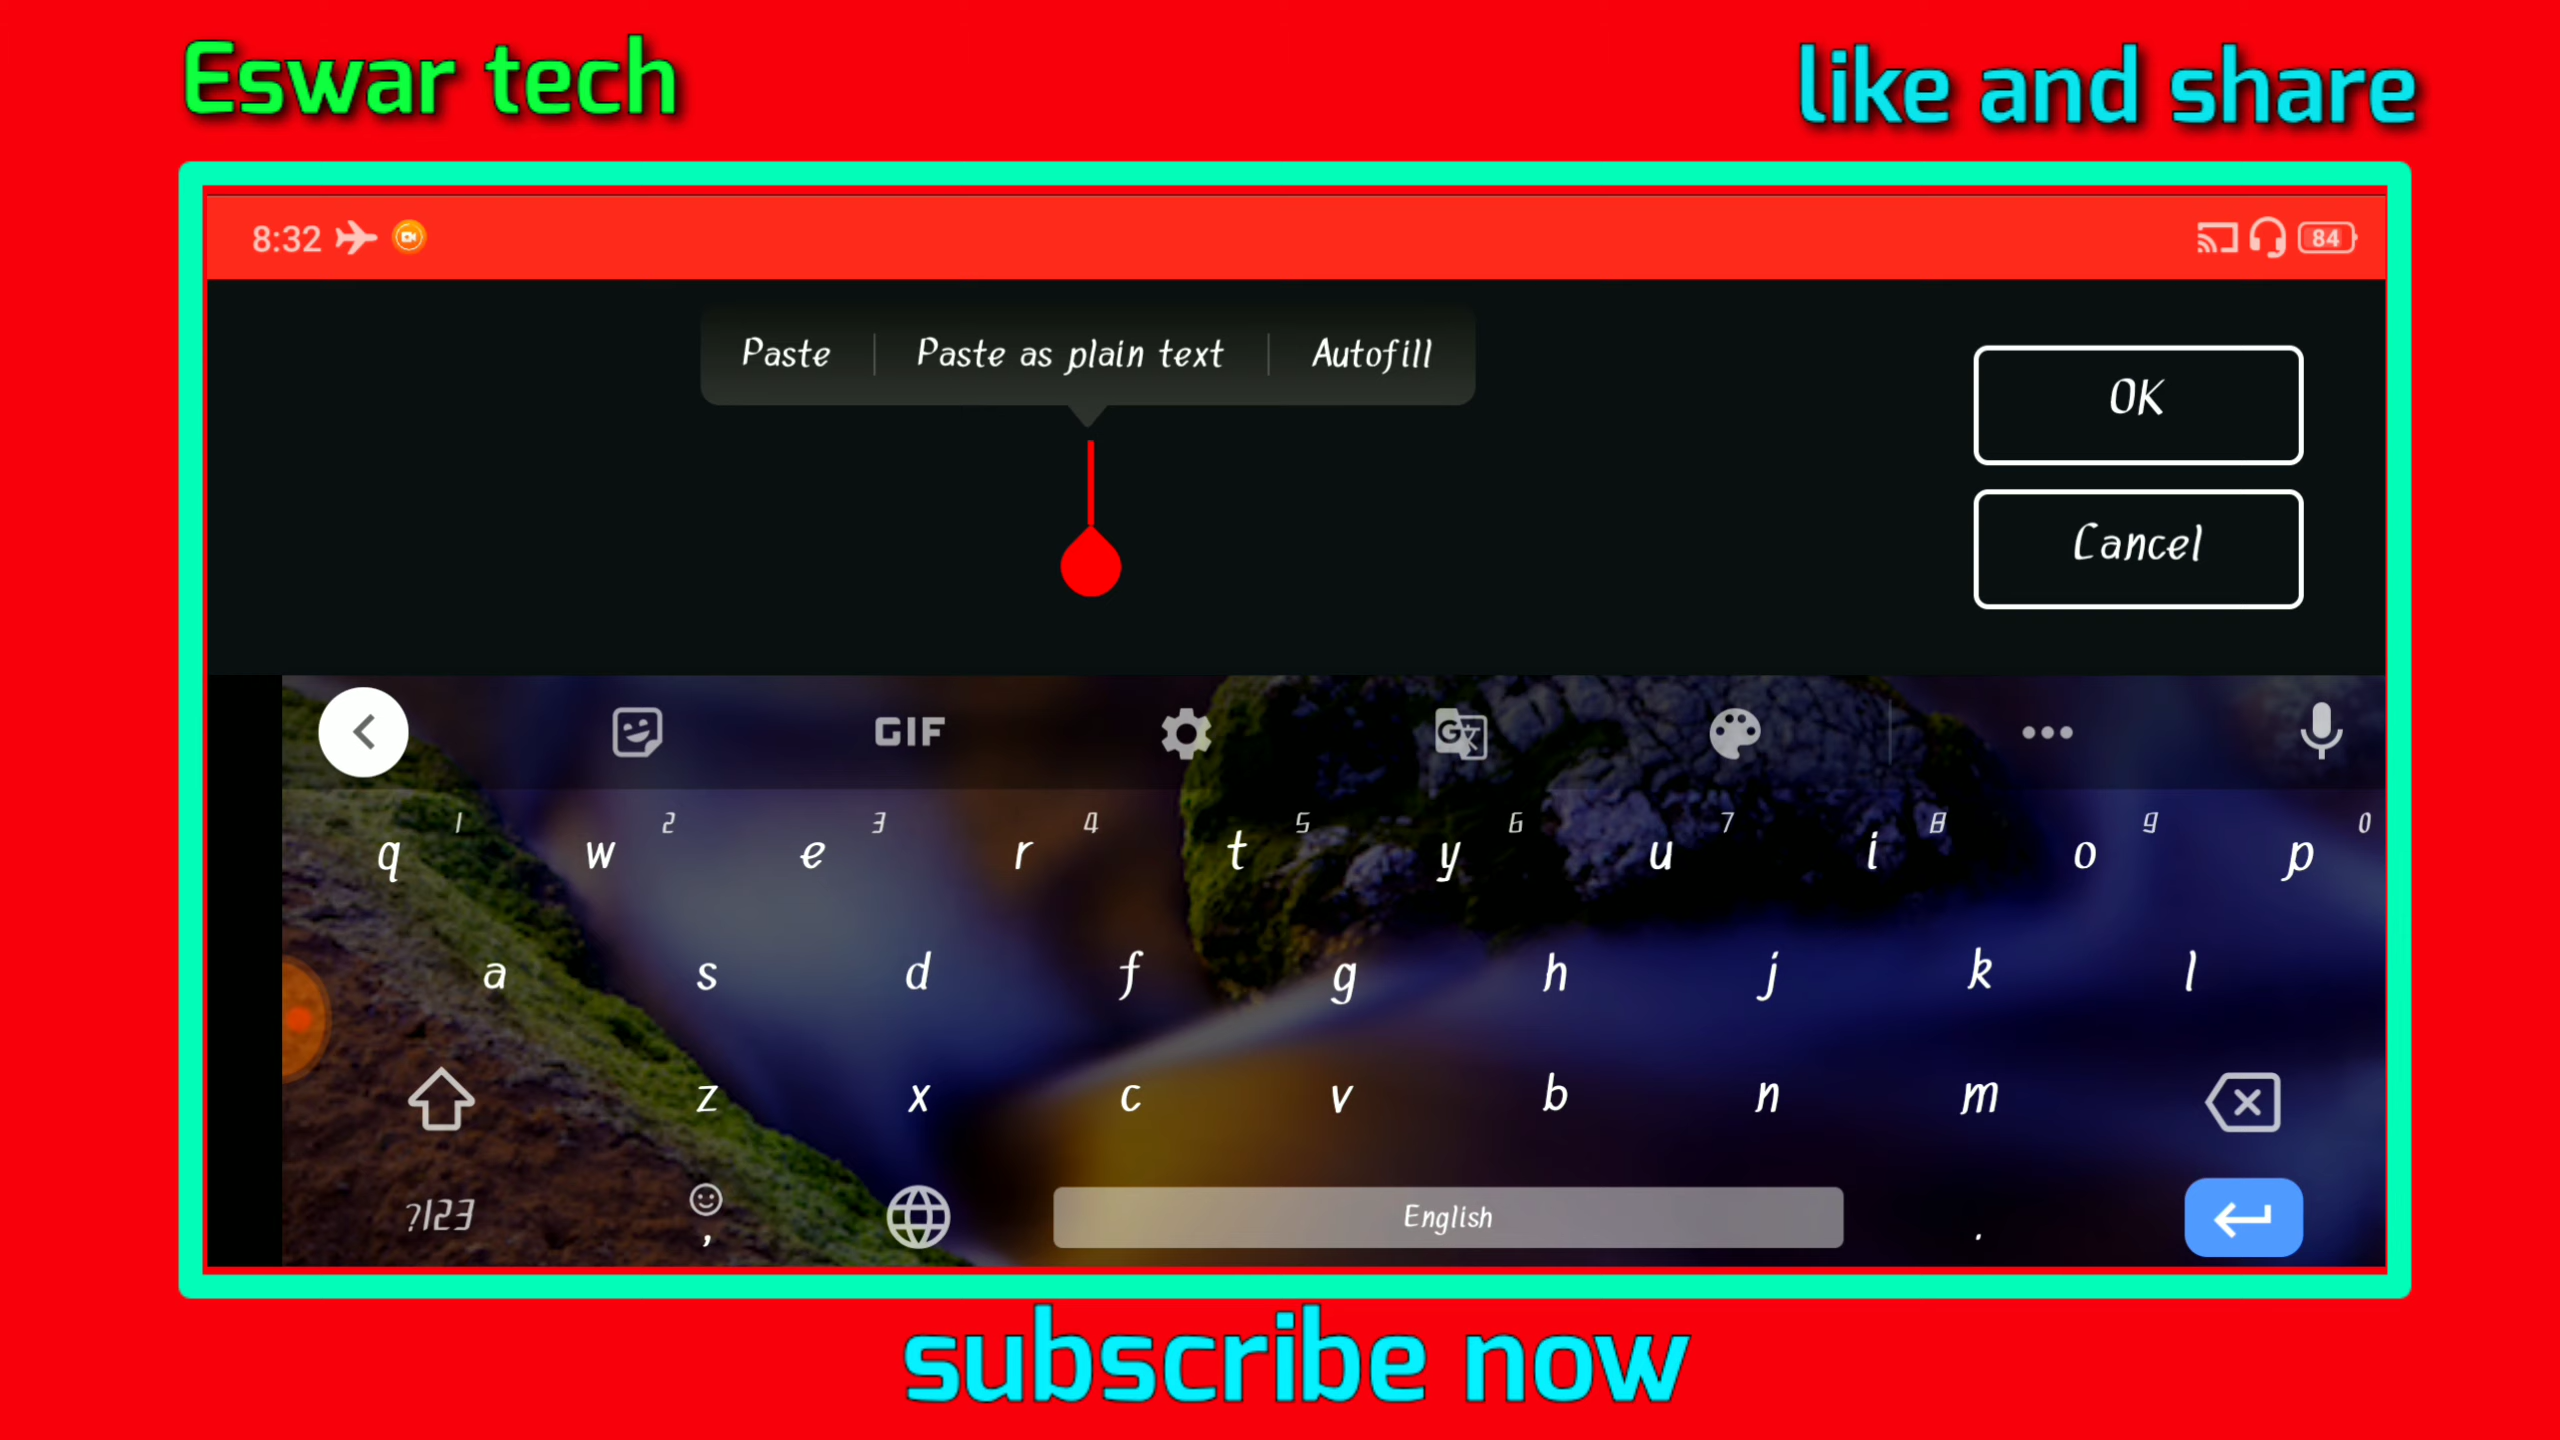 Eswar tech
like and share
8:32
84
Paste
Paste as plain text
Autofill
OK
Cancel
GIF
1 2 3 4 5 6 7 8 9 0
q w e r t y u i o p
a s d f g h j k l
z x c v b n m
?123 , English .
subscribe now